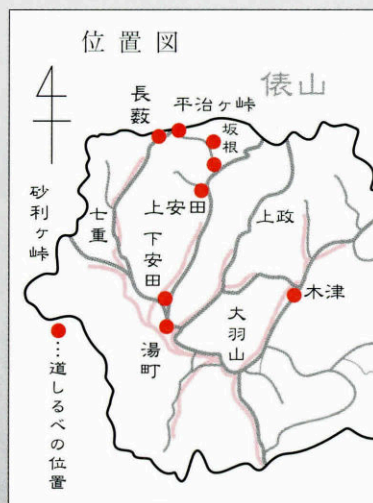 位置図
俵山
長薮
平治ヶ峠
坂根
砂利ヶ峠
七重
上安田
上政
下安田
木津
大羽山
湯町
…道しるべの位置